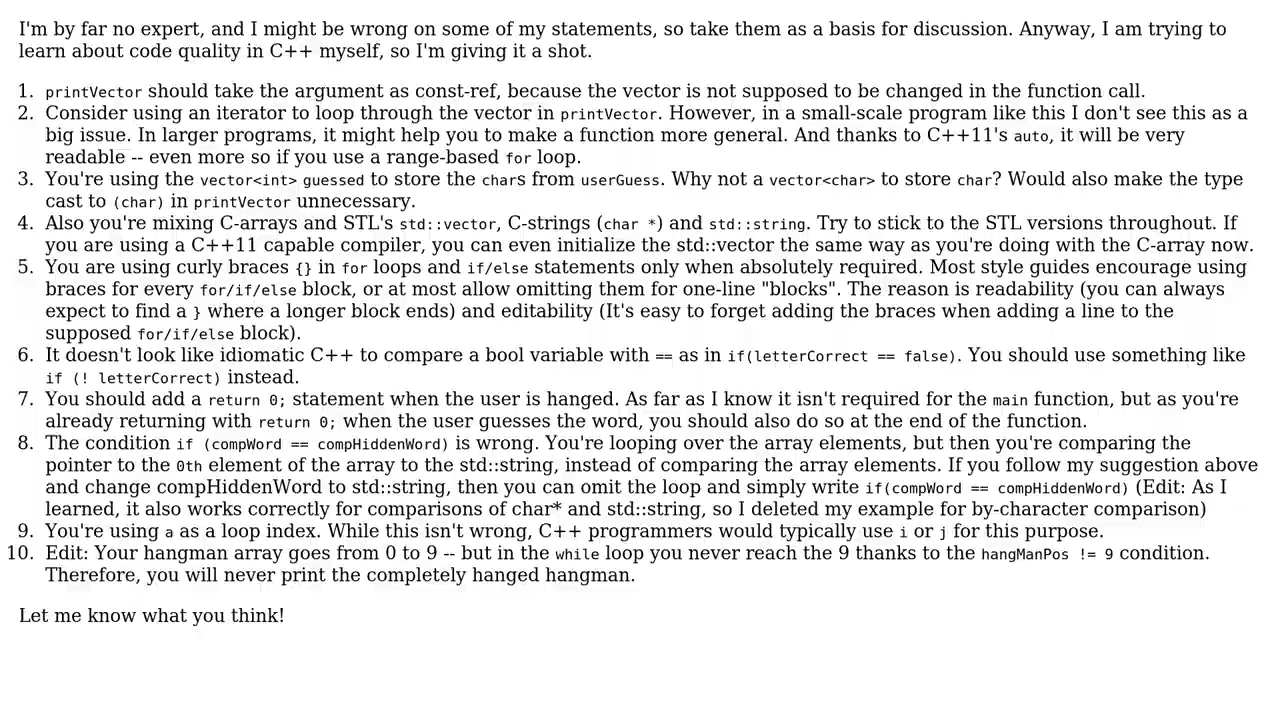 I'm by far no expert, and I might be wrong on some of my statements, so take them as a basis for discussion. Anyway, I am trying to
learn about code quality in C++ myself, so I'm giving it a shot.
1. printVector should take the argument as const-ref, because the vector is not supposed to be changed in the function call.
2. Consider using an iterator to loop through the vector in printVector. However, in a small-scale program like this I don't see this as a
big issue. In larger programs, it might help you to make a function more general. And thanks to C++11's auto, it will be very
readable -- even more so if you use a range-based for loop.
3. You're using the vector<int> guessed to store the chars from userGuess. Why not a vector<char> to store char? Would also make the type
cast to (char) in printVector unnecessary.
4. Also you're mixing C-arrays and STL's std::vector, C-strings (char *) and std::string. Try to stick to the STL versions throughout. If
you are using a C++11 capable compiler, you can even initialize the std::vector the same way as you're doing with the C-array now.
5. You are using curly braces {} in for loops and if/else statements only when absolutely required. Most style guides encourage using
braces for every for/if/else block, or at most allow omitting them for one-line "blocks". The reason is readability (you can always
expect to find a } where a longer block ends) and editability (It's easy to forget adding the braces when adding a line to the
supposed for/if/else block).
6. It doesn't look like idiomatic C++ to compare a bool variable with == as in if(letterCorrect == false). You should use something like
if (! letterCorrect) instead.
7. You should add a return 0; statement when the user is hanged. As far as I know it isn't required for the main function, but as you're
already returning with return 0; when the user guesses the word, you should also do so at the end of the function.
8. The condition if (compWord == compHiddenWord) is wrong. You're looping over the array elements, but then you're comparing the
pointer to the 0th element of the array to the std::string, instead of comparing the array elements. If you follow my suggestion above
and change compHiddenWord to std::string, then you can omit the loop and simply write if(compWord == compHiddenWord) (Edit: As I
learned, it also works correctly for comparisons of char* and std::string, so I deleted my example for by-character comparison)
9. You're using a as a loop index. While this isn't wrong, C++ programmers would typically use i or j for this purpose.
10. Edit: Your hangman array goes from 0 to 9 -- but in the while loop you never reach the 9 thanks to the hangManPos != 9 condition.
Therefore, you will never print the completely hanged hangman.
Let me know what you think!